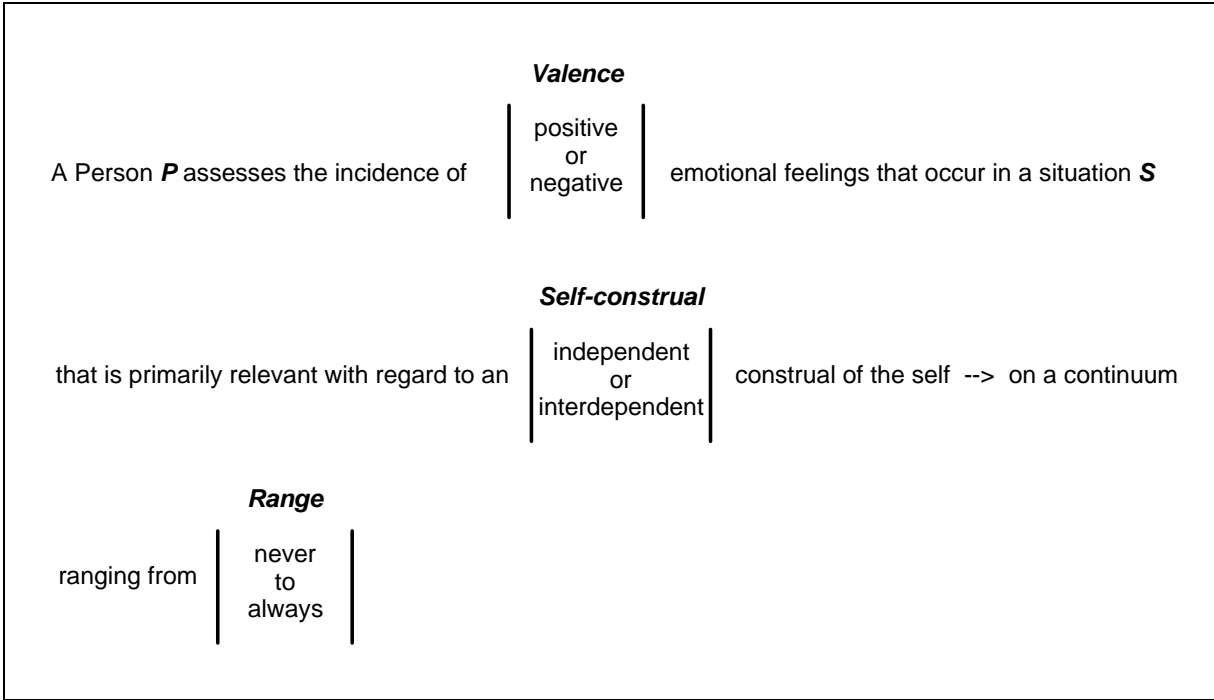 Valence
positive
or
A Person P assesses the incidence of negative emotional feelings that occur in a situation S
Self-construal
independent
that is primarily relevant with regard to an or construal of the self --> on a continuum
interdependent
Range
never
ranging from to
always